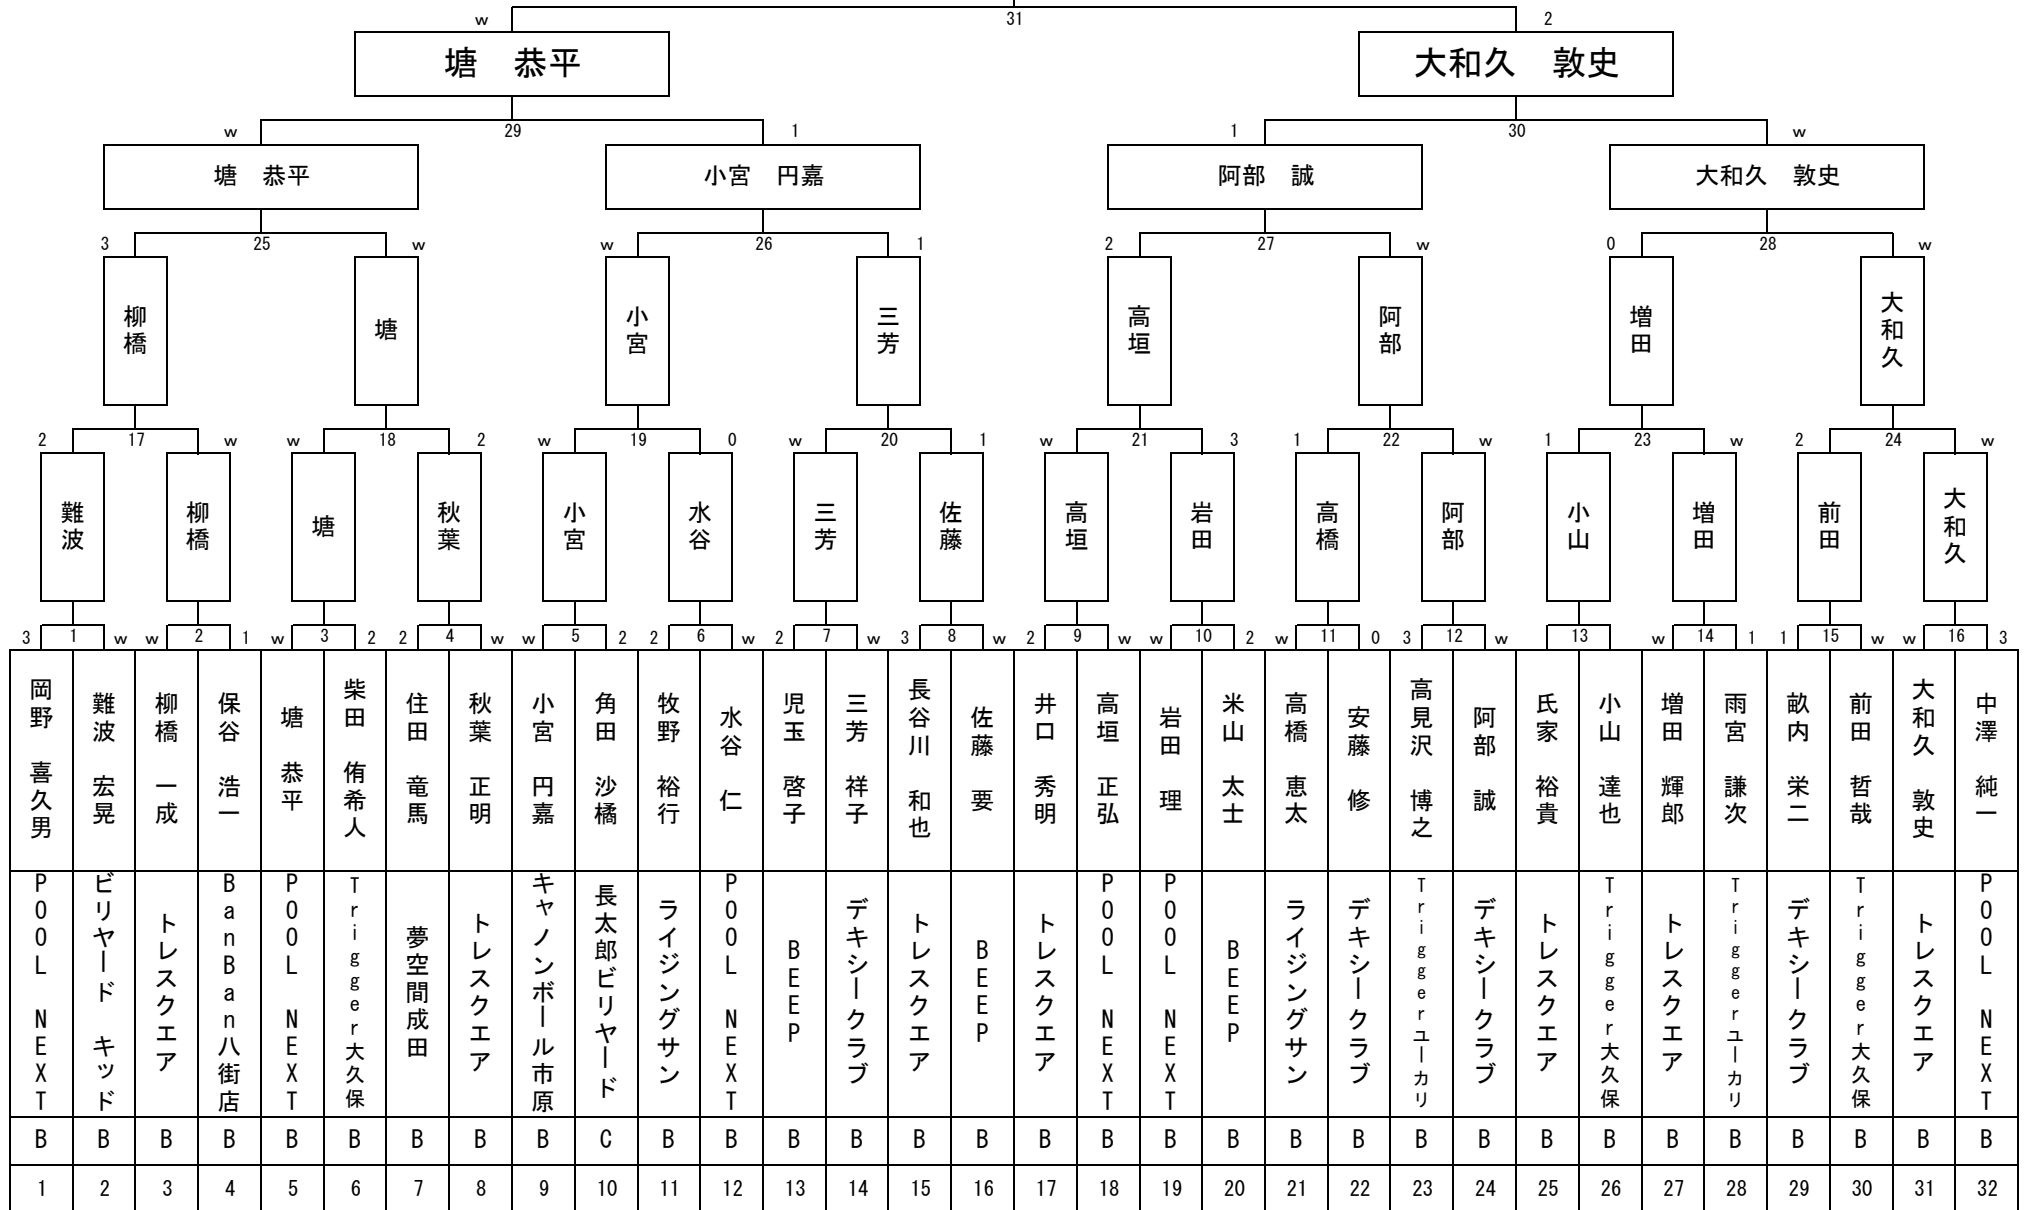 w 31 2
塘　恭平 大和久　敦史
w 29 1 1 30 w
塘　恭平 小宮　円嘉 阿部　誠 大和久　敦史
3 25 w w 26 1 2 27 w 0 28 w
柳橋 塘 小宮 三芳 高垣 阿部 増田 大和久
2 17 w w 18 2 w 19 0 w 20 1 w 21 3 1 22 w 1 23 w 2 24 w
難波 柳橋 塘 秋葉 小宮 水谷 三芳 佐藤 高垣 岩田 高橋 阿部 小山 増田 前田 大和久
3 1 w w 2 1 w 3 2 2 4 w w 5 2 2 6 w 2 7 w 3 8 w 2 9 w w 10 2 w 11 0 3 12 w 13 w 14 1 1 15 w w 16 3
岡野　喜久男
難波　宏晃
柳橋　一成
保谷　浩一
塘　恭平
柴田　侑希人
住田　竜馬
秋葉　正明
小宮　円嘉
角田　沙橘
牧野　裕行
水谷　仁
児玉　啓子
三芳　祥子
長谷川　和也
佐藤　要
井口　秀明
高垣　正弘
岩田　理
米山　太士
高橋　恵太
安藤　修
高見沢　博之
阿部　誠
氏家　裕貴
小山　達也
増田　輝郎
雨宮　謙次
畝内　栄二
前田　哲哉
大和久　敦史
中澤　純一
POOL NEXT
ビリヤード　キッド
トレスクエア
BanBan八街店
POOL NEXT
Trigger大久保
夢空間成田
トレスクエア
キャノンボール市原
長太郎ビリヤード
ライジングサン
POOL NEXT
BEEP
デキシークラブ
トレスクエア
BEEP
トレスクエア
POOL NEXT
POOL NEXT
BEEP
ライジングサン
デキシークラブ
Triggerユーカリ
デキシークラブ
トレスクエア
Trigger大久保
トレスクエア
Triggerユーカリ
デキシークラブ
Trigger大久保
トレスクエア
POOL NEXT
B B B B B B B B B C B B B B B B B B B B B B B B B B B B B B B B
1 2 3 4 5 6 7 8 9 10 11 12 13 14 15 16 17 18 19 20 21 22 23 24 25 26 27 28 29 30 31 32